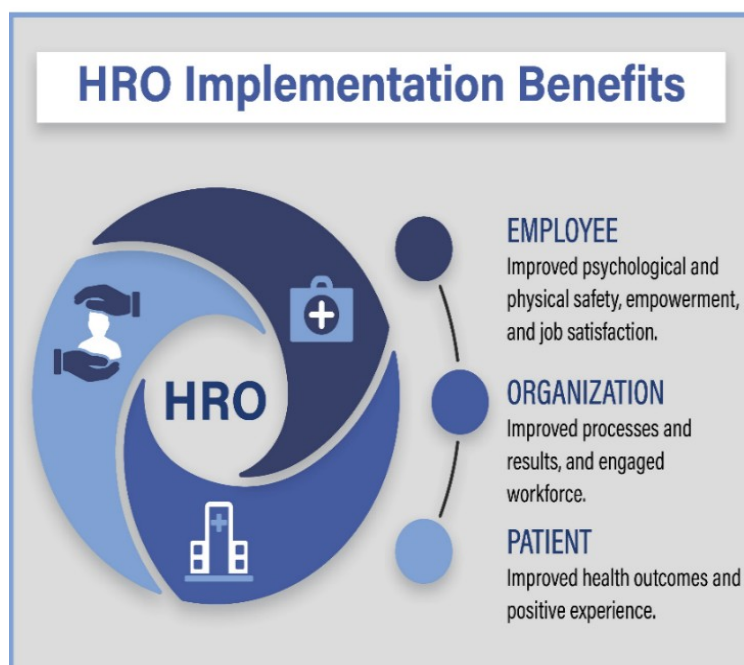 HRO Implementation Benefits
HRO
EMPLOYEE
Improved psychological and
physical safety, empowerment,
and job satisfaction.
ORGANIZATION
Improved processes and
results, and engaged
workforce.
PATIENT
Improved health outcomes and
positive experience.